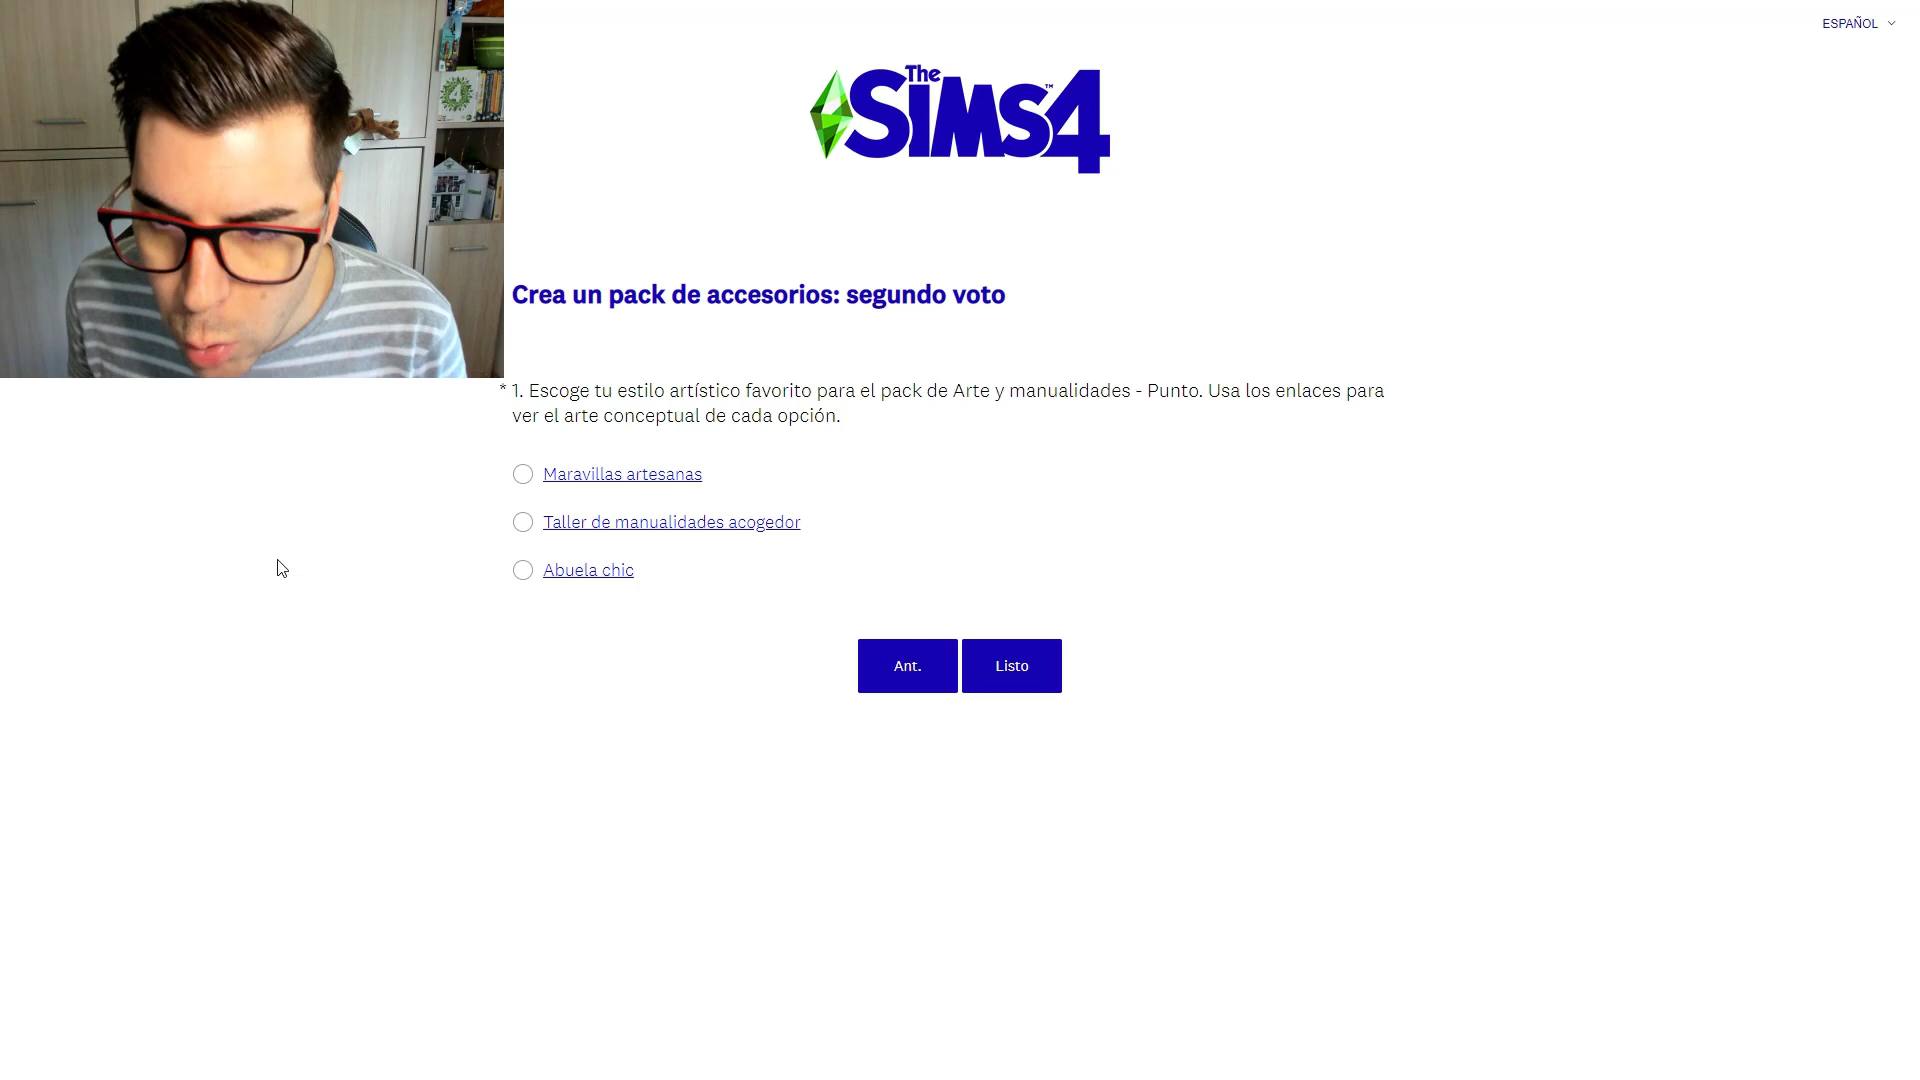 ESPAÑOL
The Sims 4™
Crea un pack de accesorios: segundo voto
* 1. Escoge tu estilo artístico favorito para el pack de Arte y manualidades - Punto. Usa los enlaces para
ver el arte conceptual de cada opción.
Maravillas artesanas
Taller de manualidades acogedor
Abuela chic
Ant.
Listo